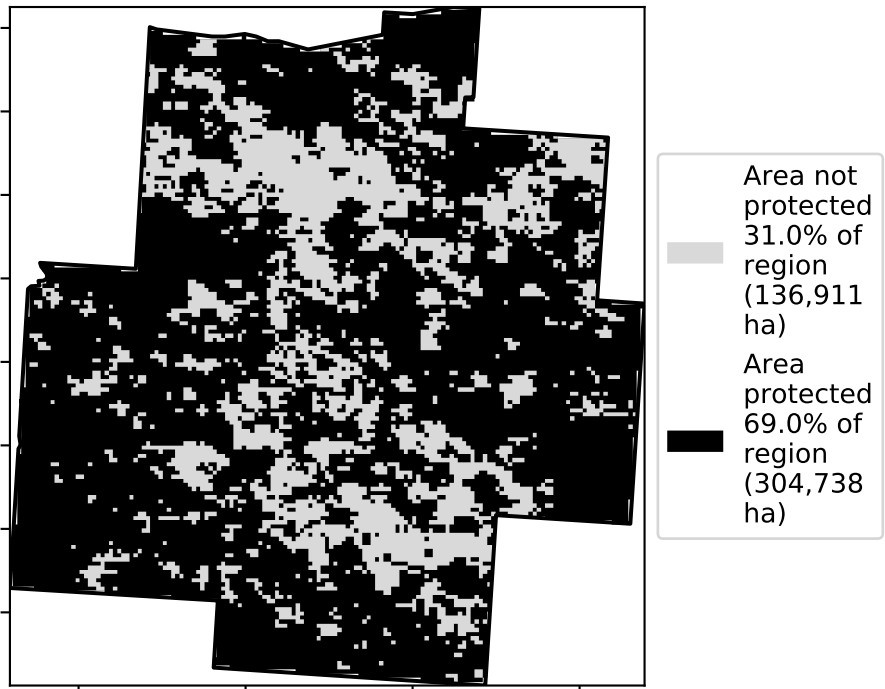 Area not
protected
31.0% of
region
(136,911
ha)
Area
protected
69.0% of
region
(304,738
ha)